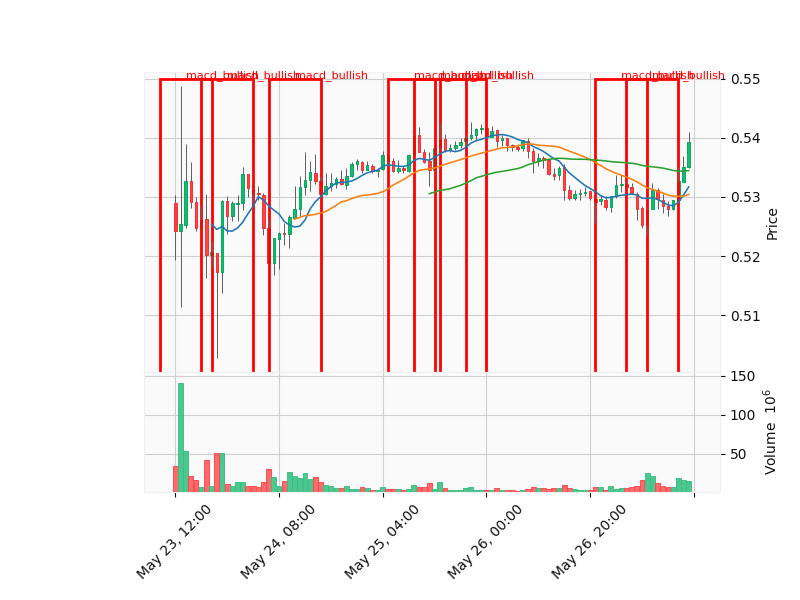 macd_bullish
macd_bullish
macd_bullish
macd_bullish
macd_bullish
macd_bullish
macd_bullish
0.55
0.54
0.53
0.52
0.51
Price
150
100
50
Volume 10^6
May 23, 12:00
May 24, 08:00
May 25, 04:00
May 26, 00:00
May 26, 20:00